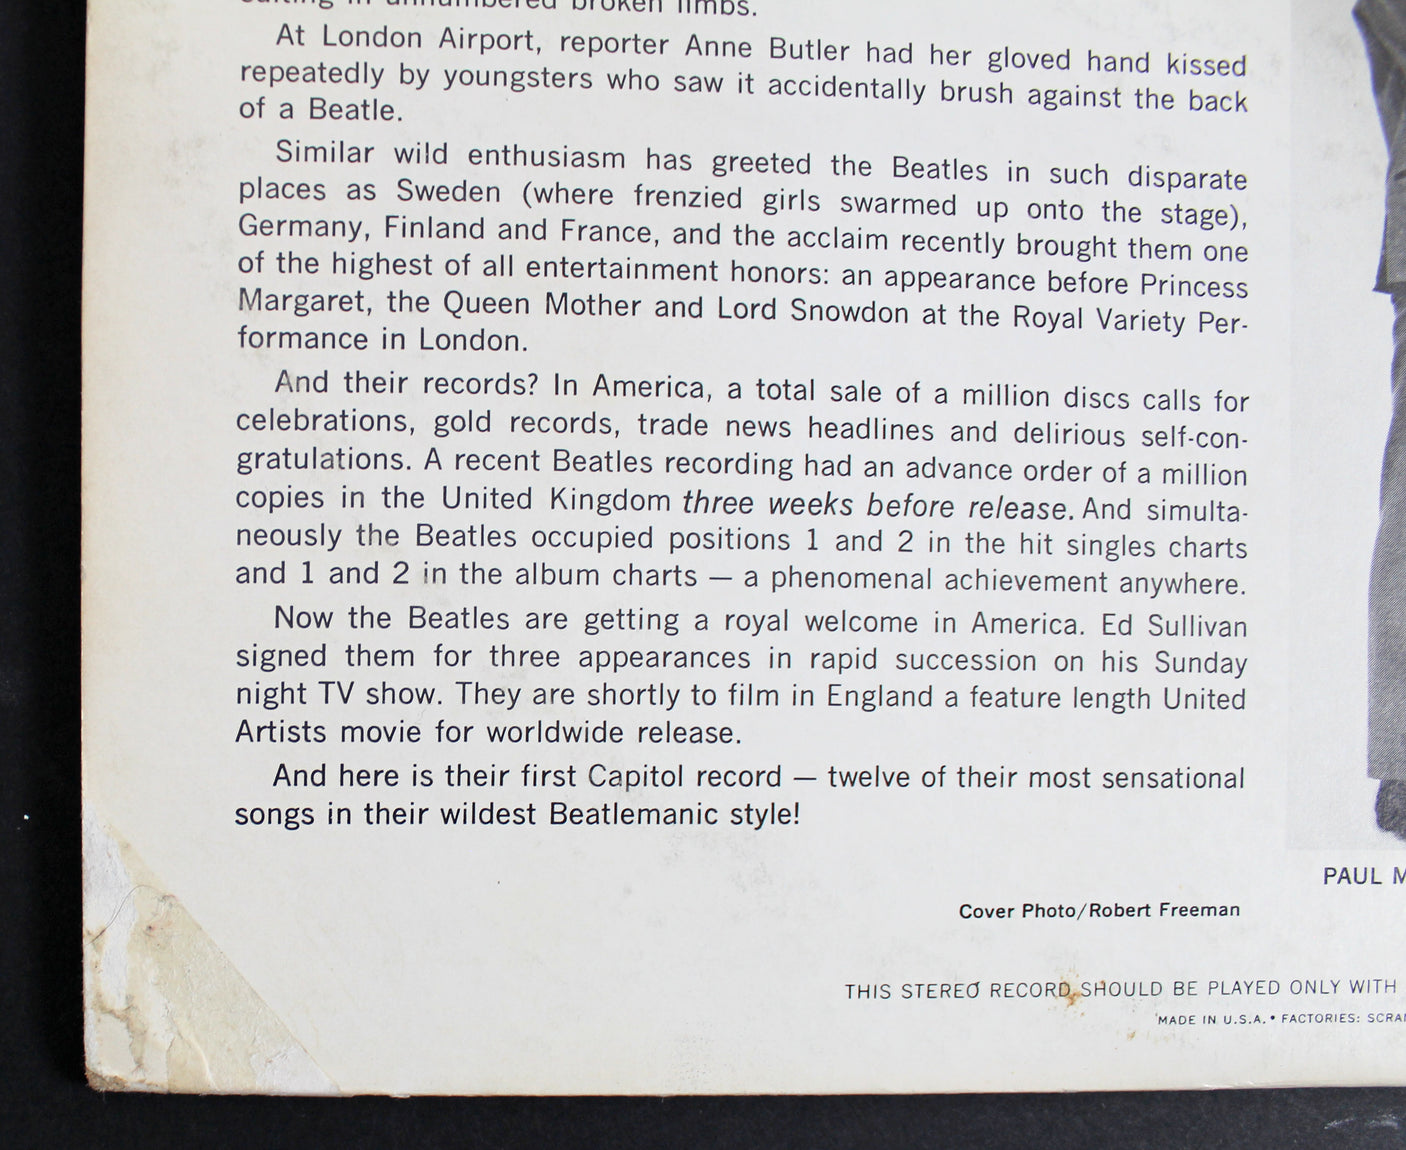 in unnumbered broken limbs.
At London Airport, reporter Anne Butler had her gloved hand kissed
repeatedly by youngsters who saw it accidentally brush against the back
of a Beatle.
Similar wild enthusiasm has greeted the Beatles in such disparate
places as Sweden (where frenzied girls swarmed up onto the stage),
Germany, Finland and France, and the acclaim recently brought them one
of the highest of all entertainment honors: an appearance before Princess
Margaret, the Queen Mother and Lord Snowdon at the Royal Variety Per-
formance in London.
And their records? In America, a total sale of a million discs calls for
celebrations, gold records, trade news headlines and delirious self-con-
gratulations. A recent Beatles recording had an advance order of a million
copies in the United Kingdom three weeks before release. And simulta-
neously the Beatles occupied positions 1 and 2 in the hit singles charts
and 1 and 2 in the album charts — a phenomenal achievement anywhere.
Now the Beatles are getting a royal welcome in America. Ed Sullivan
signed them for three appearances in rapid succession on his Sunday
night TV show. They are shortly to film in England a feature length United
Artists movie for worldwide release.
And here is their first Capitol record — twelve of their most sensational
songs in their wildest Beatlemanic style!
PAUL M
Cover Photo/Robert Freeman
THIS STEREO RECORD SHOULD BE PLAYED ONLY WITH
MADE IN U.S.A. • FACTORIES: SCRAN